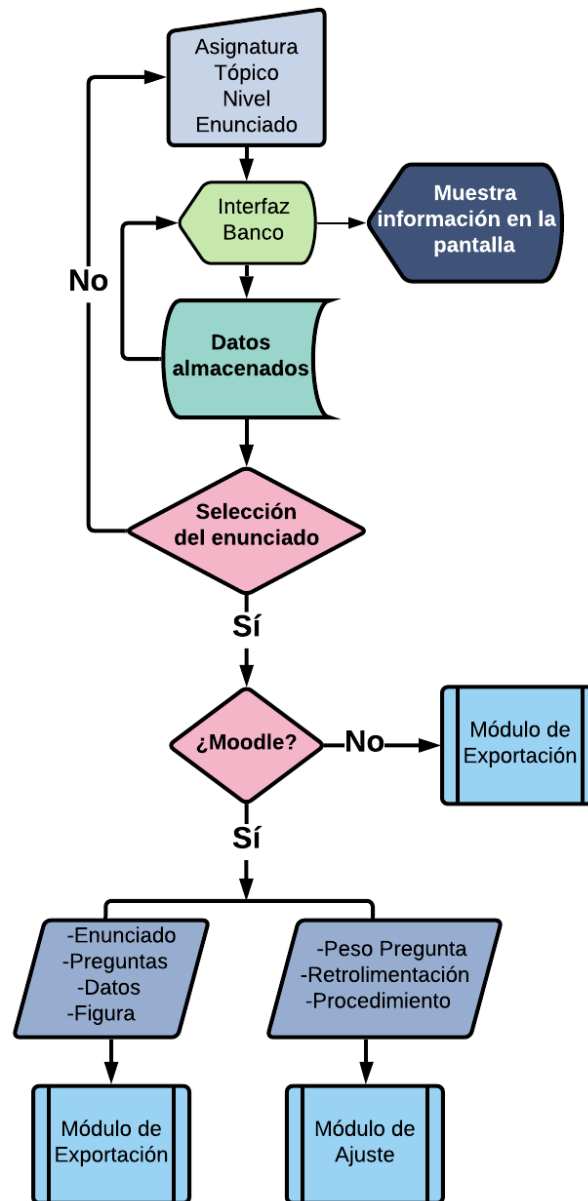 Asignatura
Tópico
Nivel
Enunciado
Interfaz
Banco
Muestra
información en la
pantalla
No
Datos
almacenados
Selección
del enunciado
Sí
¿Moodle?
No
Módulo de
Exportación
Sí
-Enunciado
-Preguntas
-Datos
-Figura
-Peso Pregunta
-Retrolimentación
-Procedimiento
Módulo de
Exportación
Módulo de
Ajuste